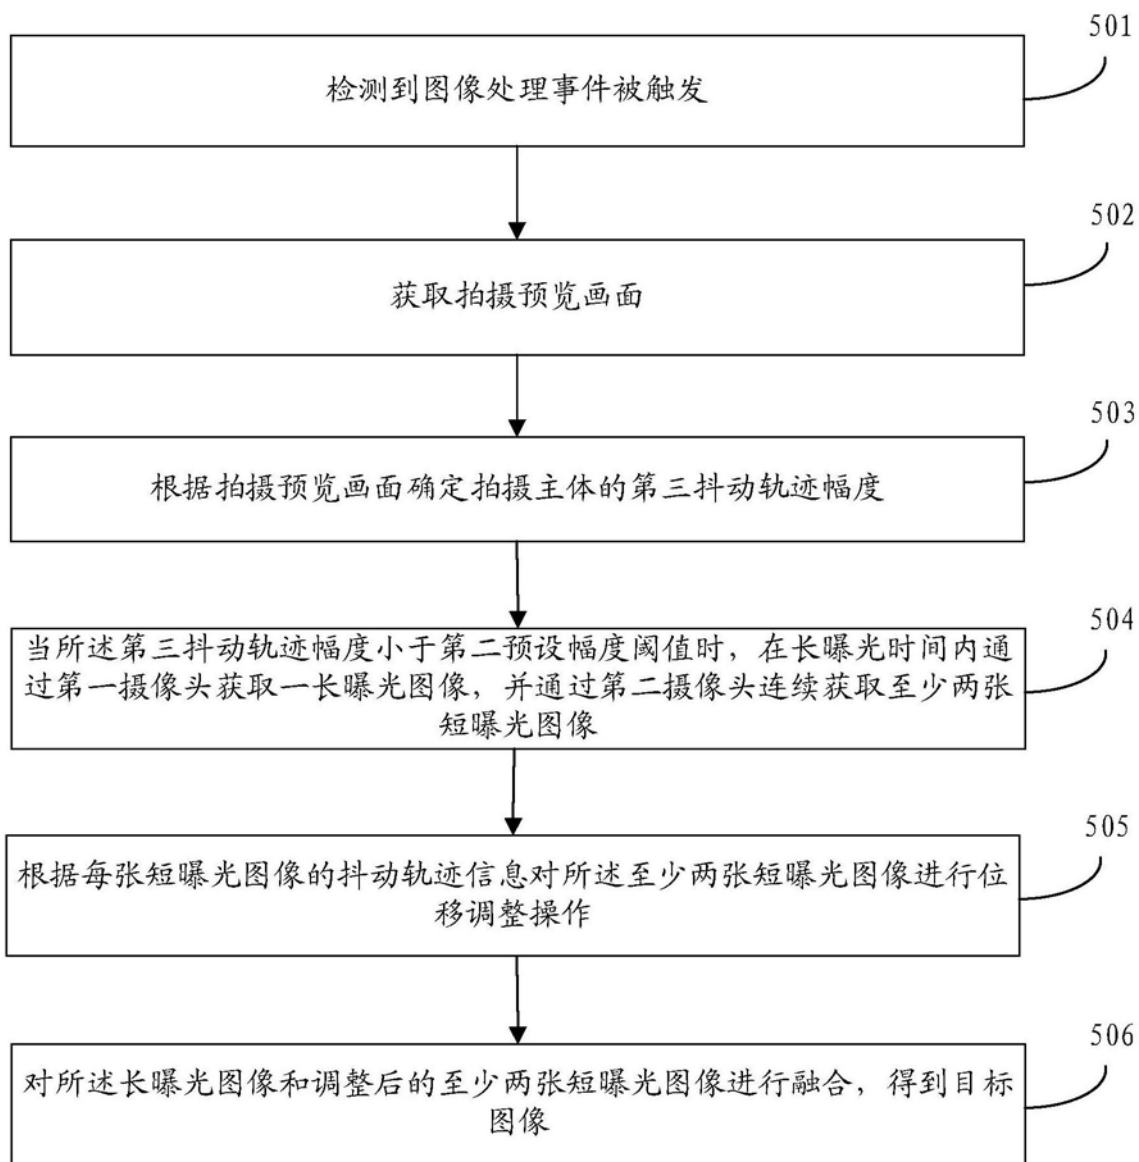 501
检测到图像处理事件被触发
502
获取拍摄预览画面
503
根据拍摄预览画面确定拍摄主体的第三抖动轨迹幅度
504
当所述第三抖动轨迹幅度小于第二预设幅度阈值时，在长曝光时间内通
过第一摄像头获取一长曝光图像，并通过第二摄像头连续获取至少两张
短曝光图像
505
根据每张短曝光图像的抖动轨迹信息对所述至少两张短曝光图像进行位
移调整操作
506
对所述长曝光图像和调整后的至少两张短曝光图像进行融合，得到目标
图像